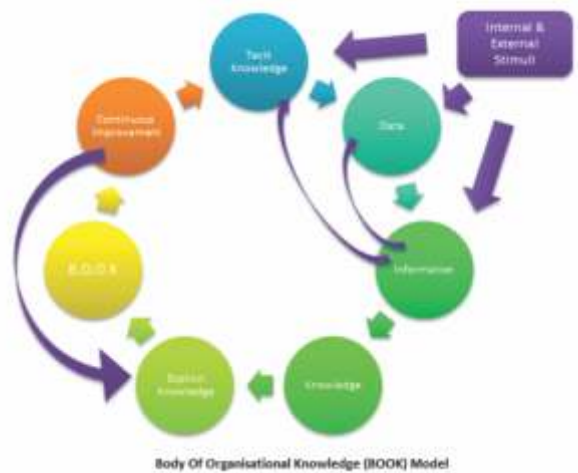 Internal &
External
Stimuli
Tacit
Knowledge
Data
Continuous
Improvement
Information
B.O.O.K
Knowledge
Explicit
Knowledge
Body Of Organisational Knowledge (BOOK) Model